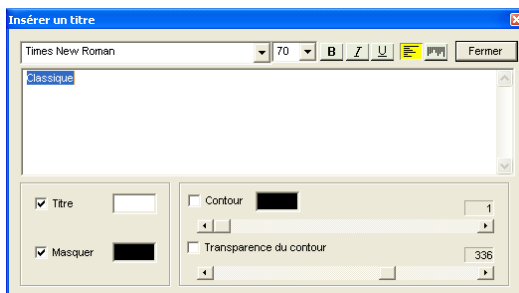 Insérer un titre
Times New Roman 70 B I U Fermer
Classique
Titre
Contour
1
Masquer
Transparence du contour
336